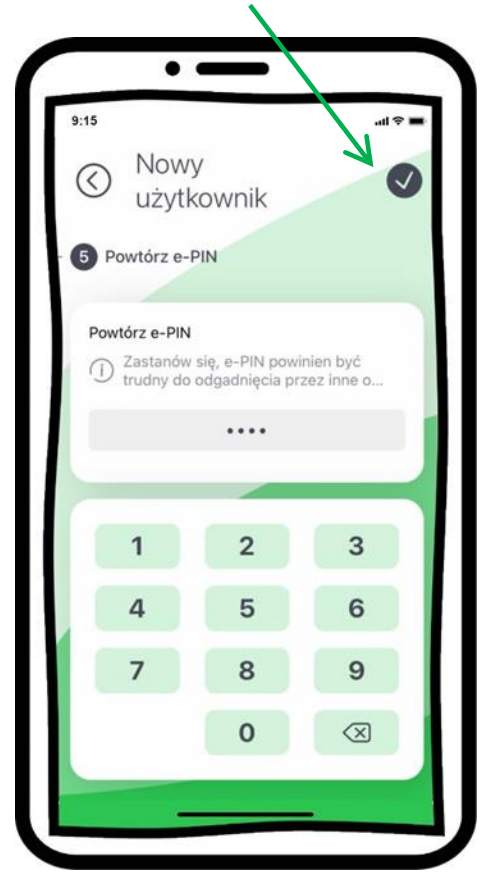 9:15
Nowy
użytkownik
5 Powtórz e-PIN
Powtórz e-PIN
Zastanów się, e-PIN powinien być
trudny do odgadnięcia przez inne o...
••••
1 2 3
4 5 6
7 8 9
0